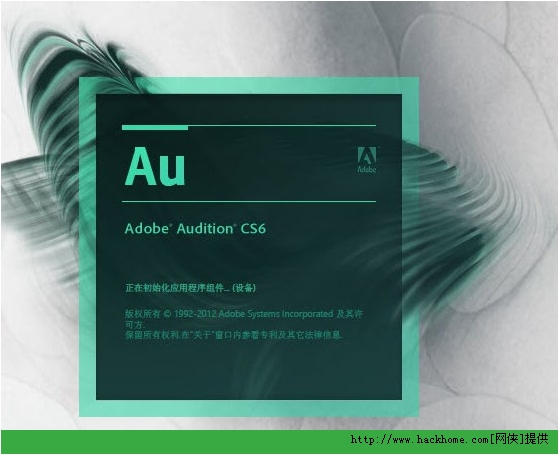 Au
Adobe
Adobe® Audition® CS6
正在初始化应用程序组件... (设备)
版权所有 © 1992-2012 Adobe Systems Incorporated 及其许
可方.
保留所有权利.在"关于"窗口内参看专利及其它法律信息.
http://www.hackhome.com[网侠]提供